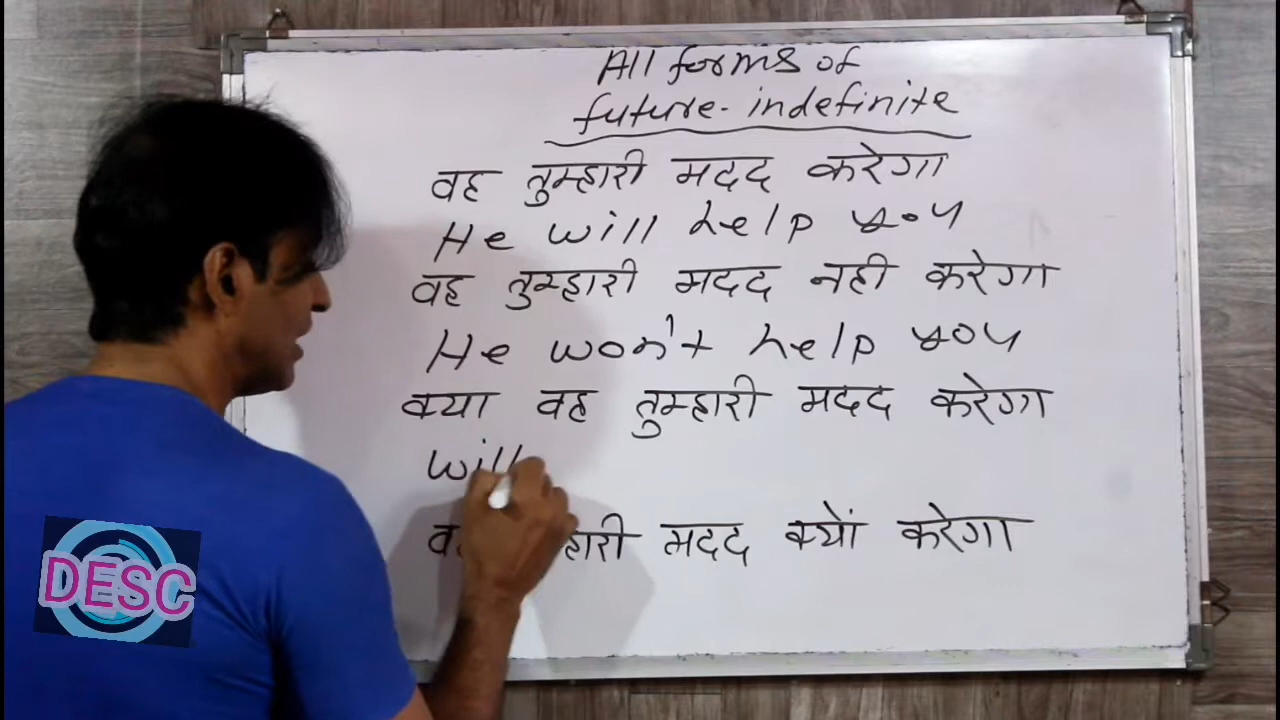 All forms of
future-indefinite
वह तुम्हारी मदद करेगा
He will help you
वह तुम्हारी मदद नही करेगा
He won't help you
क्या वह तुम्हारी मदद करेगा
Will
मदद क्यों करेगा
DESC